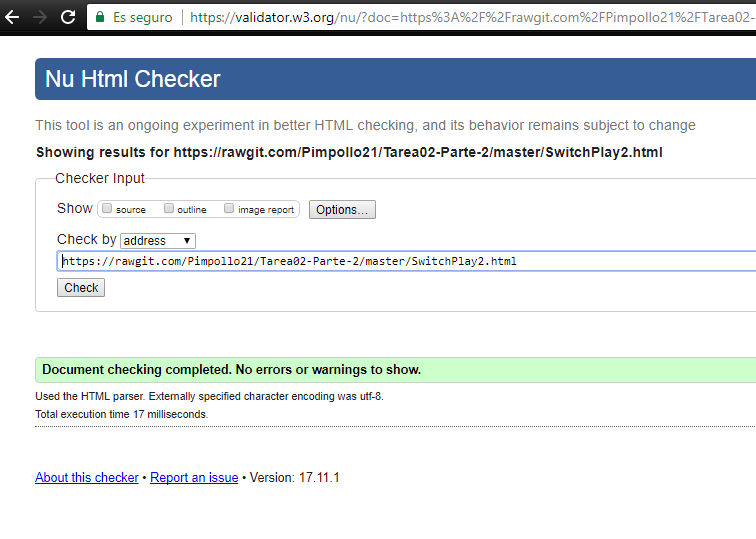 Es seguro https://validator.w3.org/nu/?doc=https%3A%2F%2Frawgit.com%2FPimpollo21%2FTarea02-
Nu Html Checker
This tool is an ongoing experiment in better HTML checking, and its behavior remains subject to change
Showing results for https://rawgit.com/Pimpollo21/Tarea02-Parte-2/master/SwitchPlay2.html
Checker Input
Show source outline image report Options...
Check by address
https://rawgit.com/Pimpollo21/Tarea02-Parte-2/master/SwitchPlay2.html
Check
Document checking completed. No errors or warnings to show.
Used the HTML parser. Externally specified character encoding was utf-8.
Total execution time 17 milliseconds.
About this checker • Report an issue • Version: 17.11.1